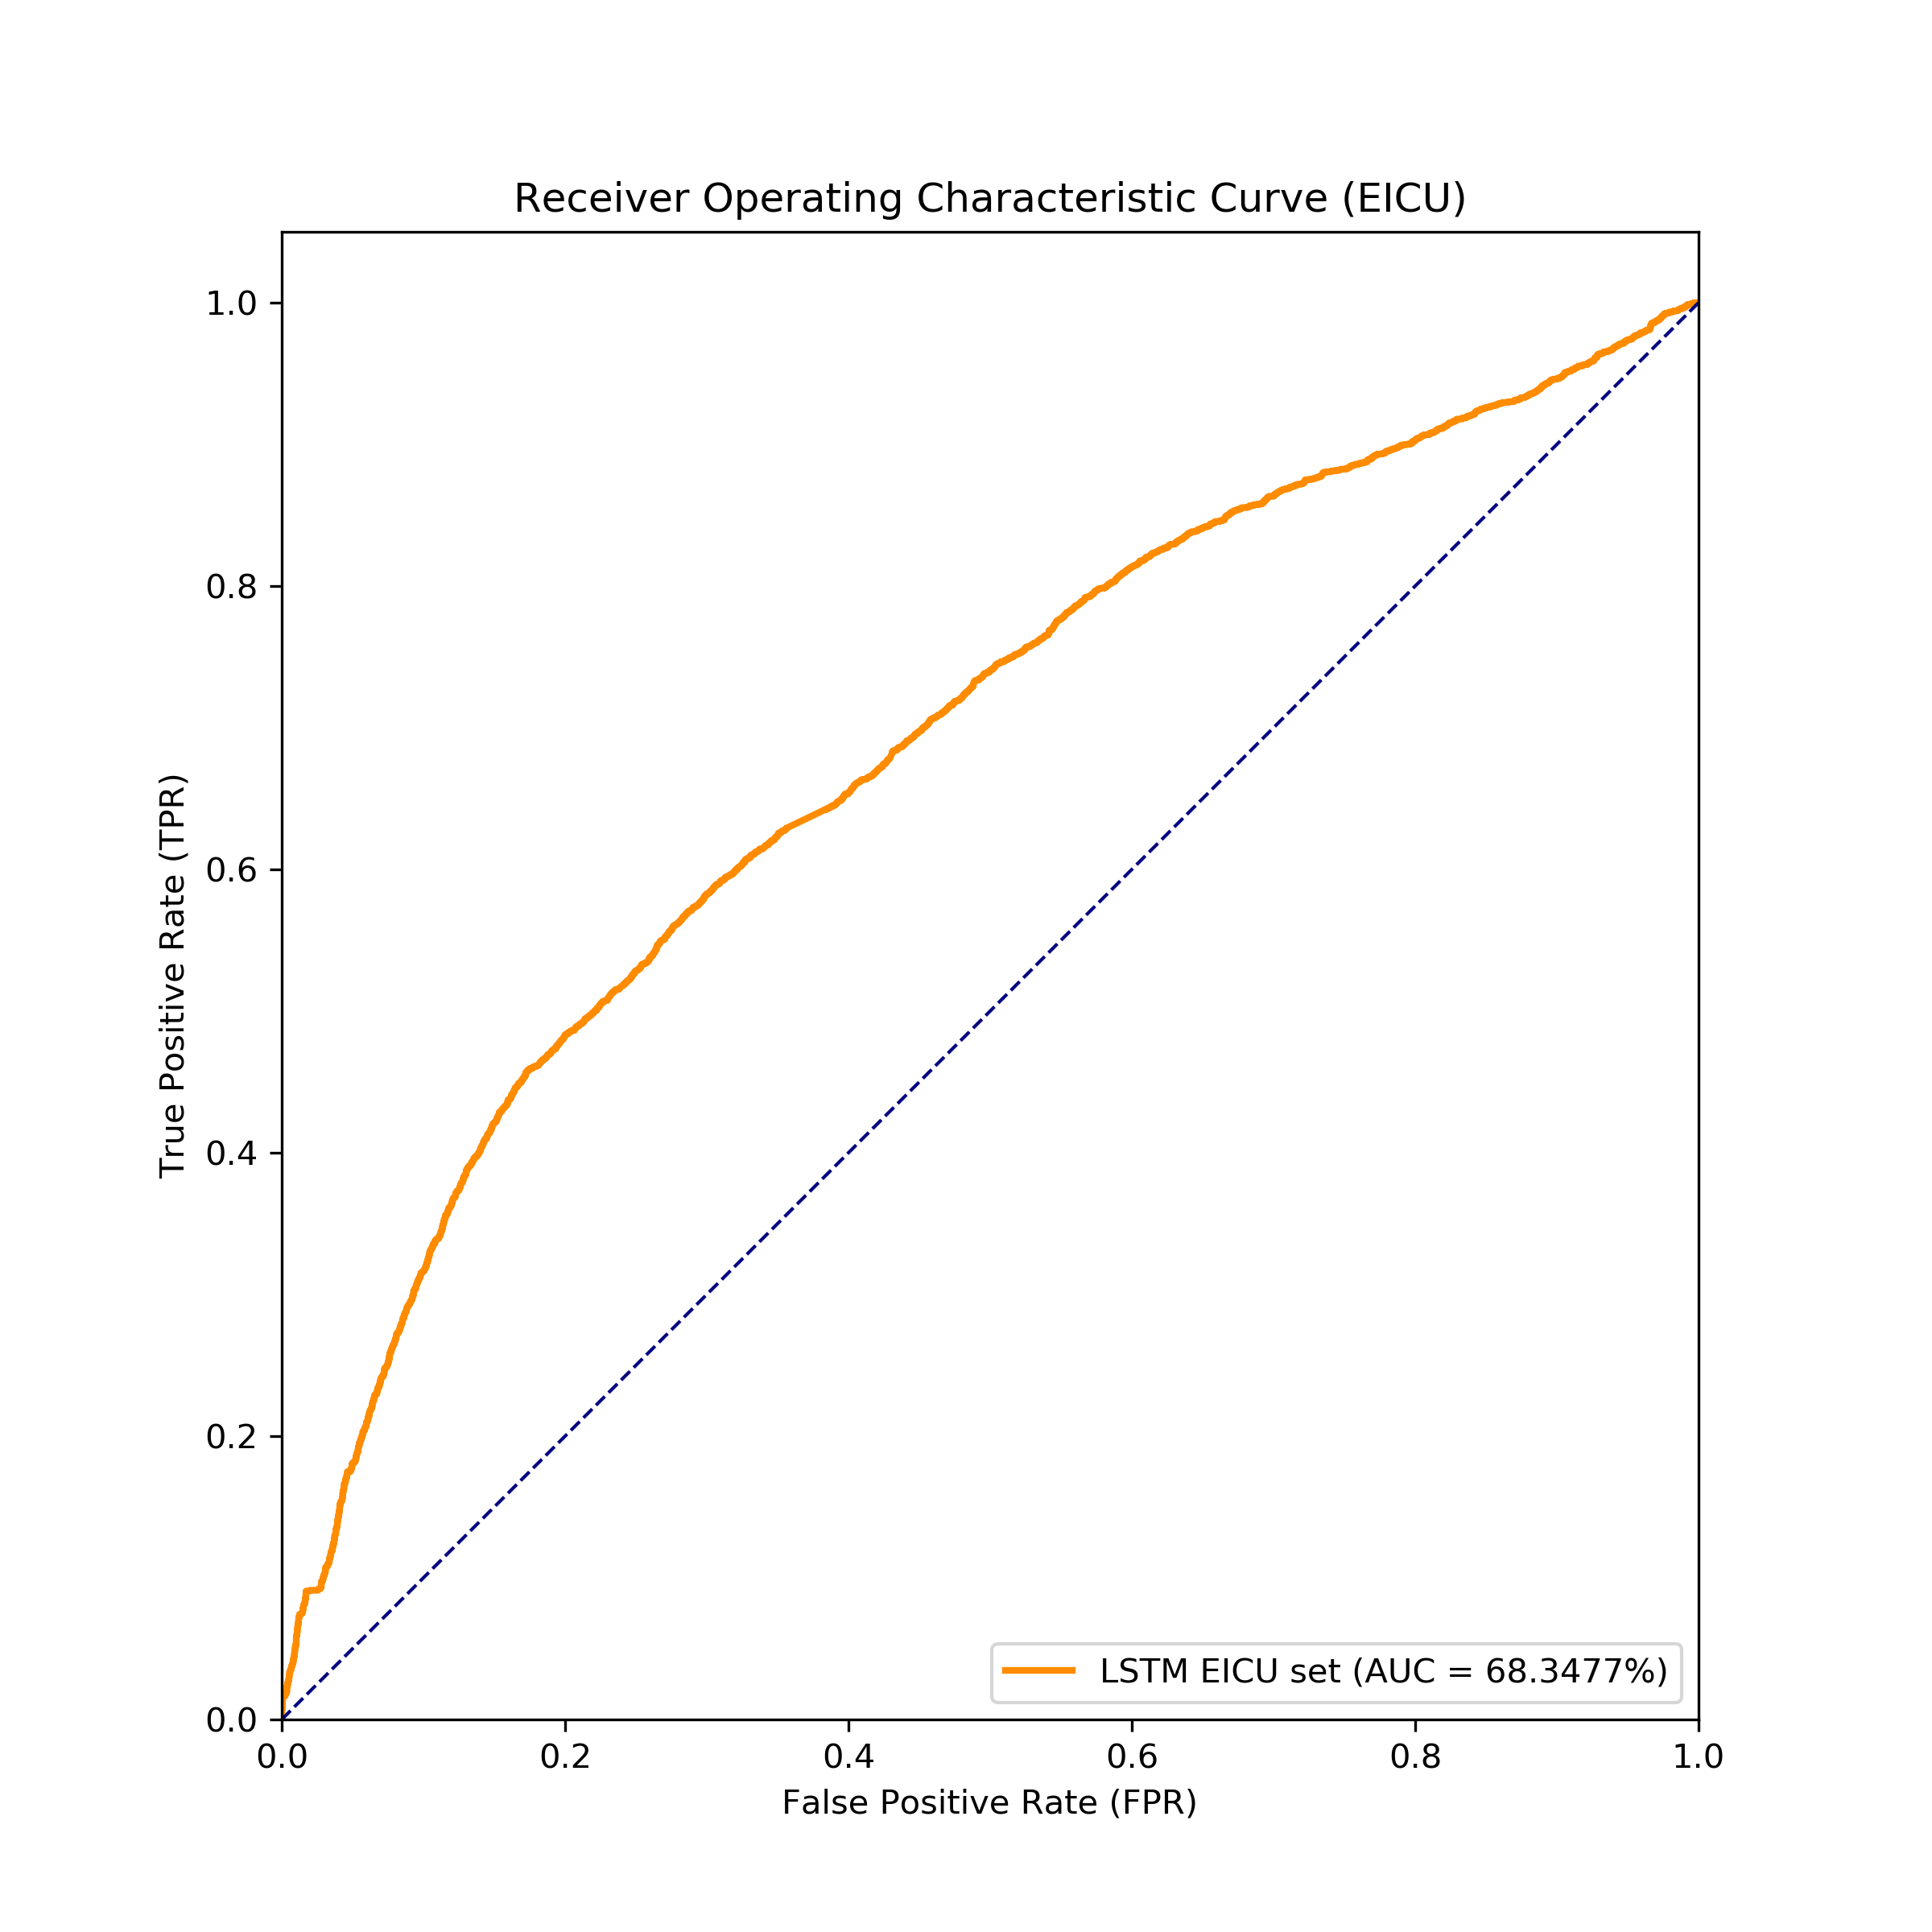 Receiver Operating Characteristic Curve (EICU)
1.0
0.8
0.6
0.4
0.2
0.0
True Positive Rate (TPR)
LSTM EICU set (AUC = 68.3477%)
0.0 0.2 0.4 0.6 0.8 1.0
False Positive Rate (FPR)